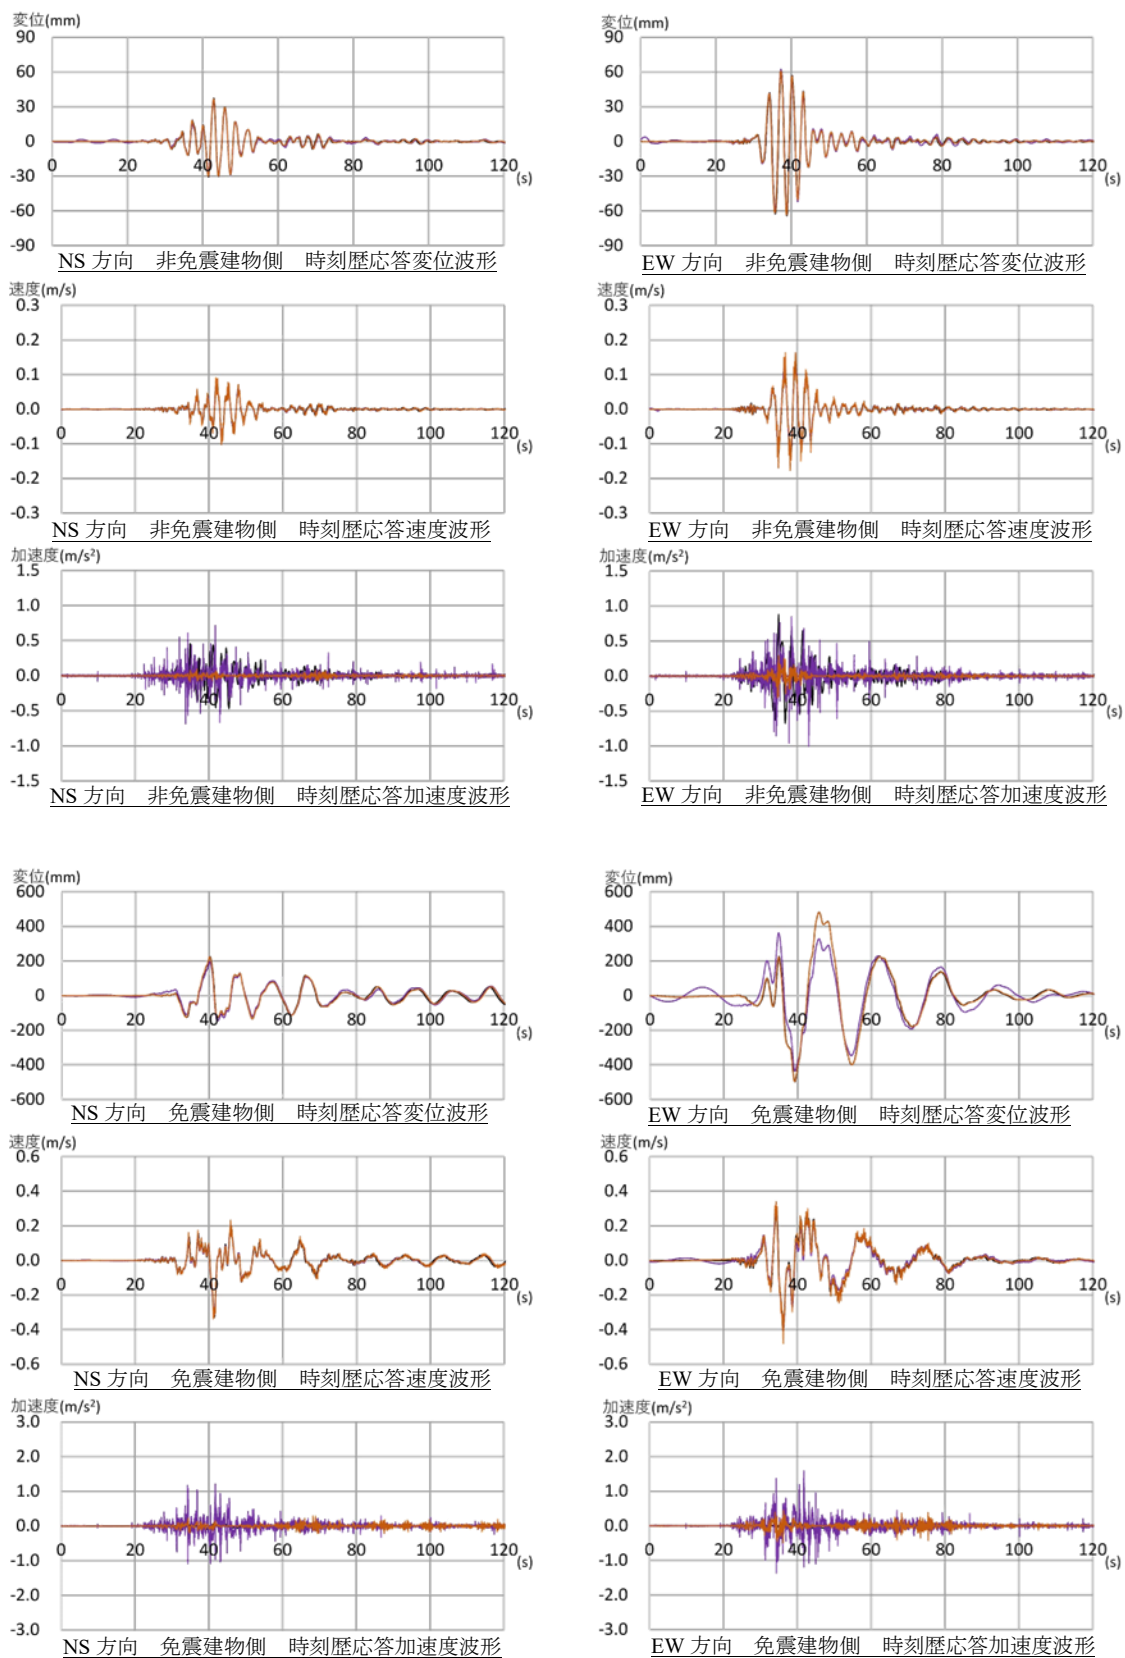 変位(mm)
90
60
30
0
-30
-60
-90
0 20 40 60 80 100 120
(s)
NS 方向 非免震建物側 時刻歴応答変位波形
変位(mm)
90
60
30
0
-30
-60
-90
0 20 40 60 80 100 120
(s)
EW 方向 非免震建物側 時刻歴応答変位波形
速度(m/s)
0.3
0.2
0.1
0.0
-0.1
-0.2
-0.3
0 20 40 60 80 100 120
(s)
NS 方向 非免震建物側 時刻歴応答速度波形
速度(m/s)
0.3
0.2
0.1
0.0
-0.1
-0.2
-0.3
0 20 40 60 80 100 120
(s)
EW 方向 非免震建物側 時刻歴応答速度波形
加速度(m/s²)
1.5
1.0
0.5
0.0
-0.5
-1.0
-1.5
0 20 40 60 80 100 120
(s)
NS 方向 非免震建物側 時刻歴応答加速度波形
加速度(m/s²)
1.5
1.0
0.5
0.0
-0.5
-1.0
-1.5
0 20 40 60 80 100 120
(s)
EW 方向 非免震建物側 時刻歴応答加速度波形
変位(mm)
600
400
200
0
-200
-400
-600
0 20 40 60 80 100 120
(s)
NS 方向 免震建物側 時刻歴応答変位波形
変位(mm)
600
400
200
0
-200
-400
-600
0 20 40 60 80 100 120
(s)
EW 方向 免震建物側 時刻歴応答変位波形
速度(m/s)
0.6
0.4
0.2
0.0
-0.2
-0.4
-0.6
0 20 40 60 80 100 120
(s)
NS 方向 免震建物側 時刻歴応答速度波形
速度(m/s)
0.6
0.4
0.2
0.0
-0.2
-0.4
-0.6
0 20 40 60 80 100 120
(s)
EW 方向 免震建物側 時刻歴応答速度波形
加速度(m/s²)
3.0
2.0
1.0
0.0
-1.0
-2.0
-3.0
0 20 40 60 80 100 120
(s)
NS 方向 免震建物側 時刻歴応答加速度波形
加速度(m/s²)
3.0
2.0
1.0
0.0
-1.0
-2.0
-3.0
0 20 40 60 80 100 120
(s)
EW 方向 免震建物側 時刻歴応答加速度波形